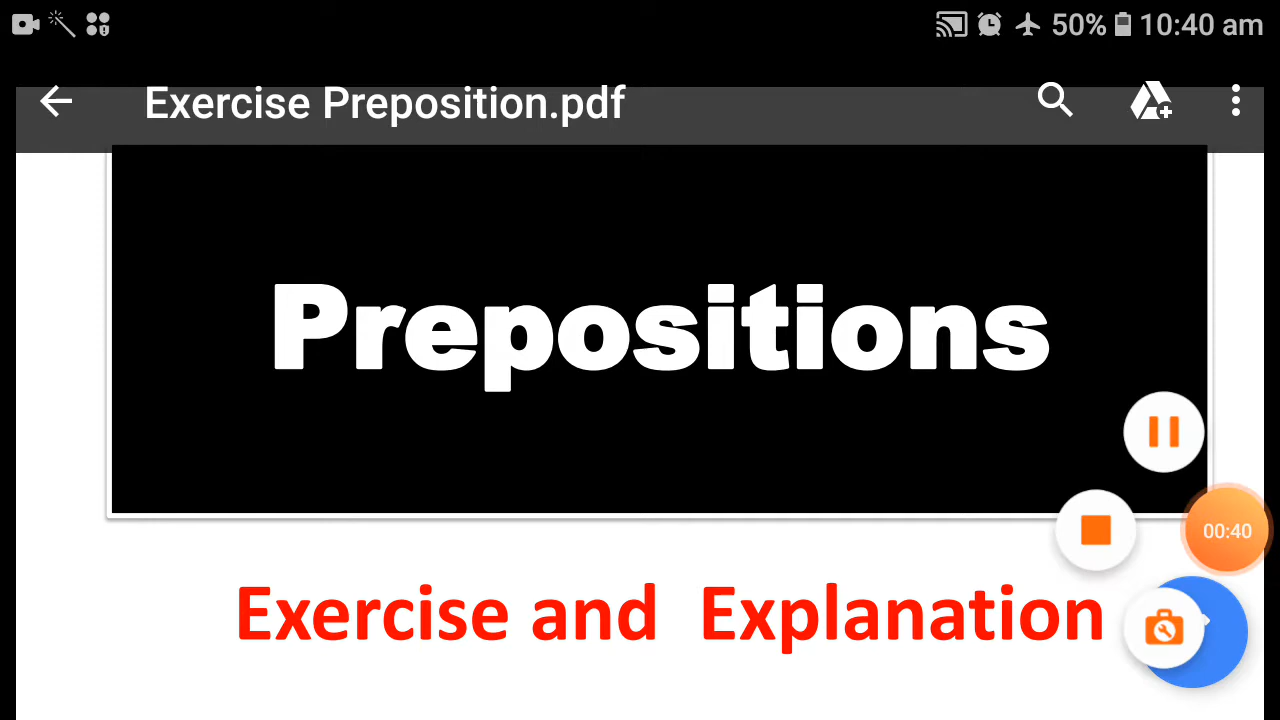 50% 10:40 am
Exercise Preposition.pdf
Prepositions
00:40
Exercise and Explanation